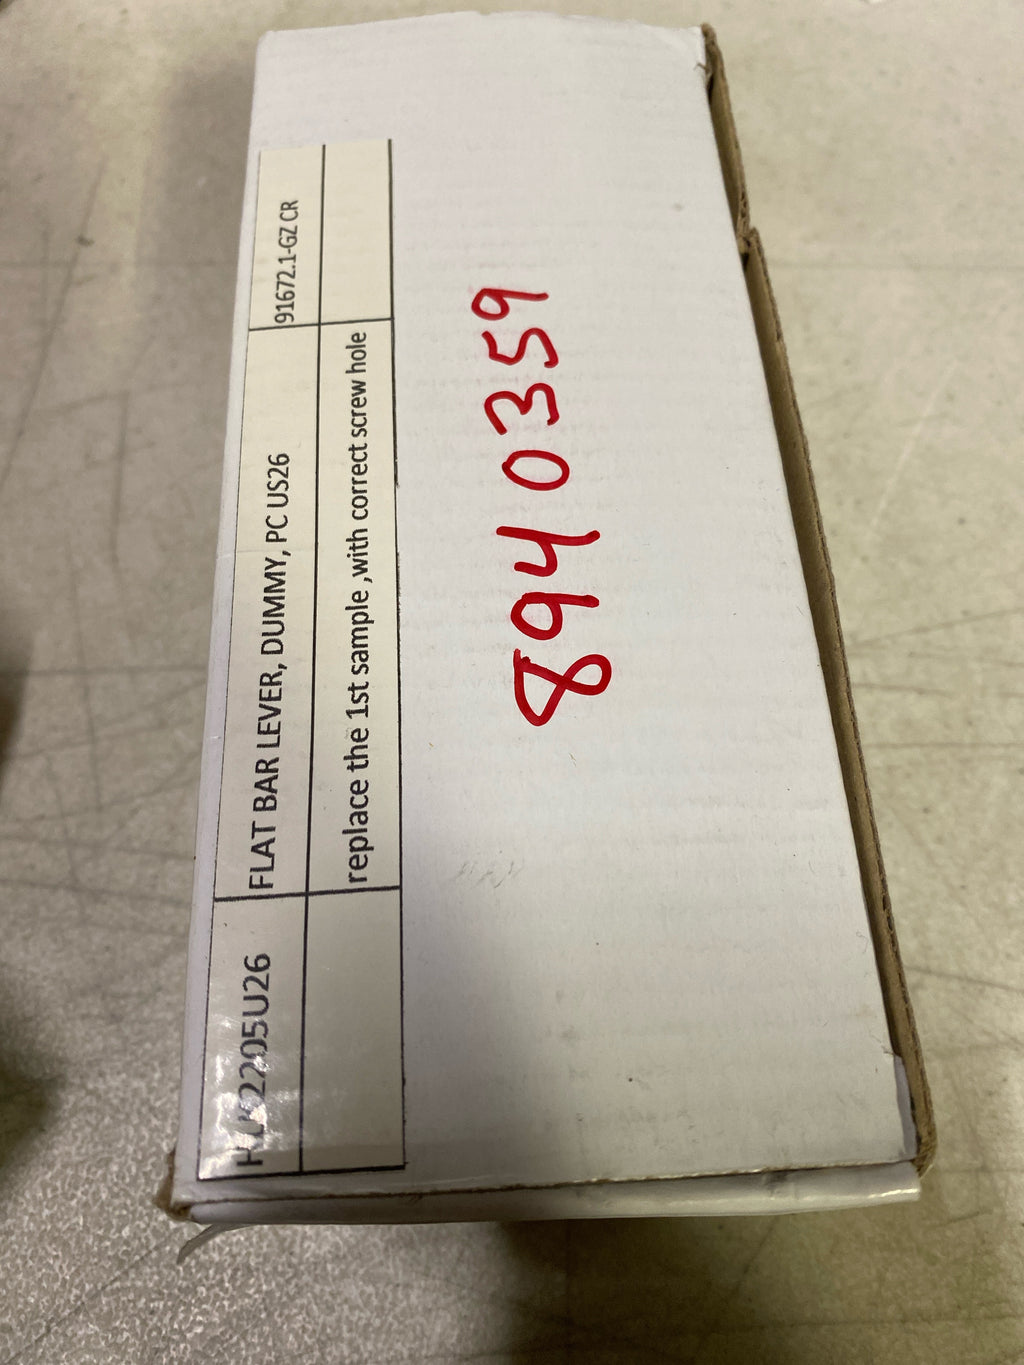 FLAT BAR LEVER, DUMMY, PC US26
91672.1-GZ CR
replace the 1st sample ,with correct screw hole
8940359